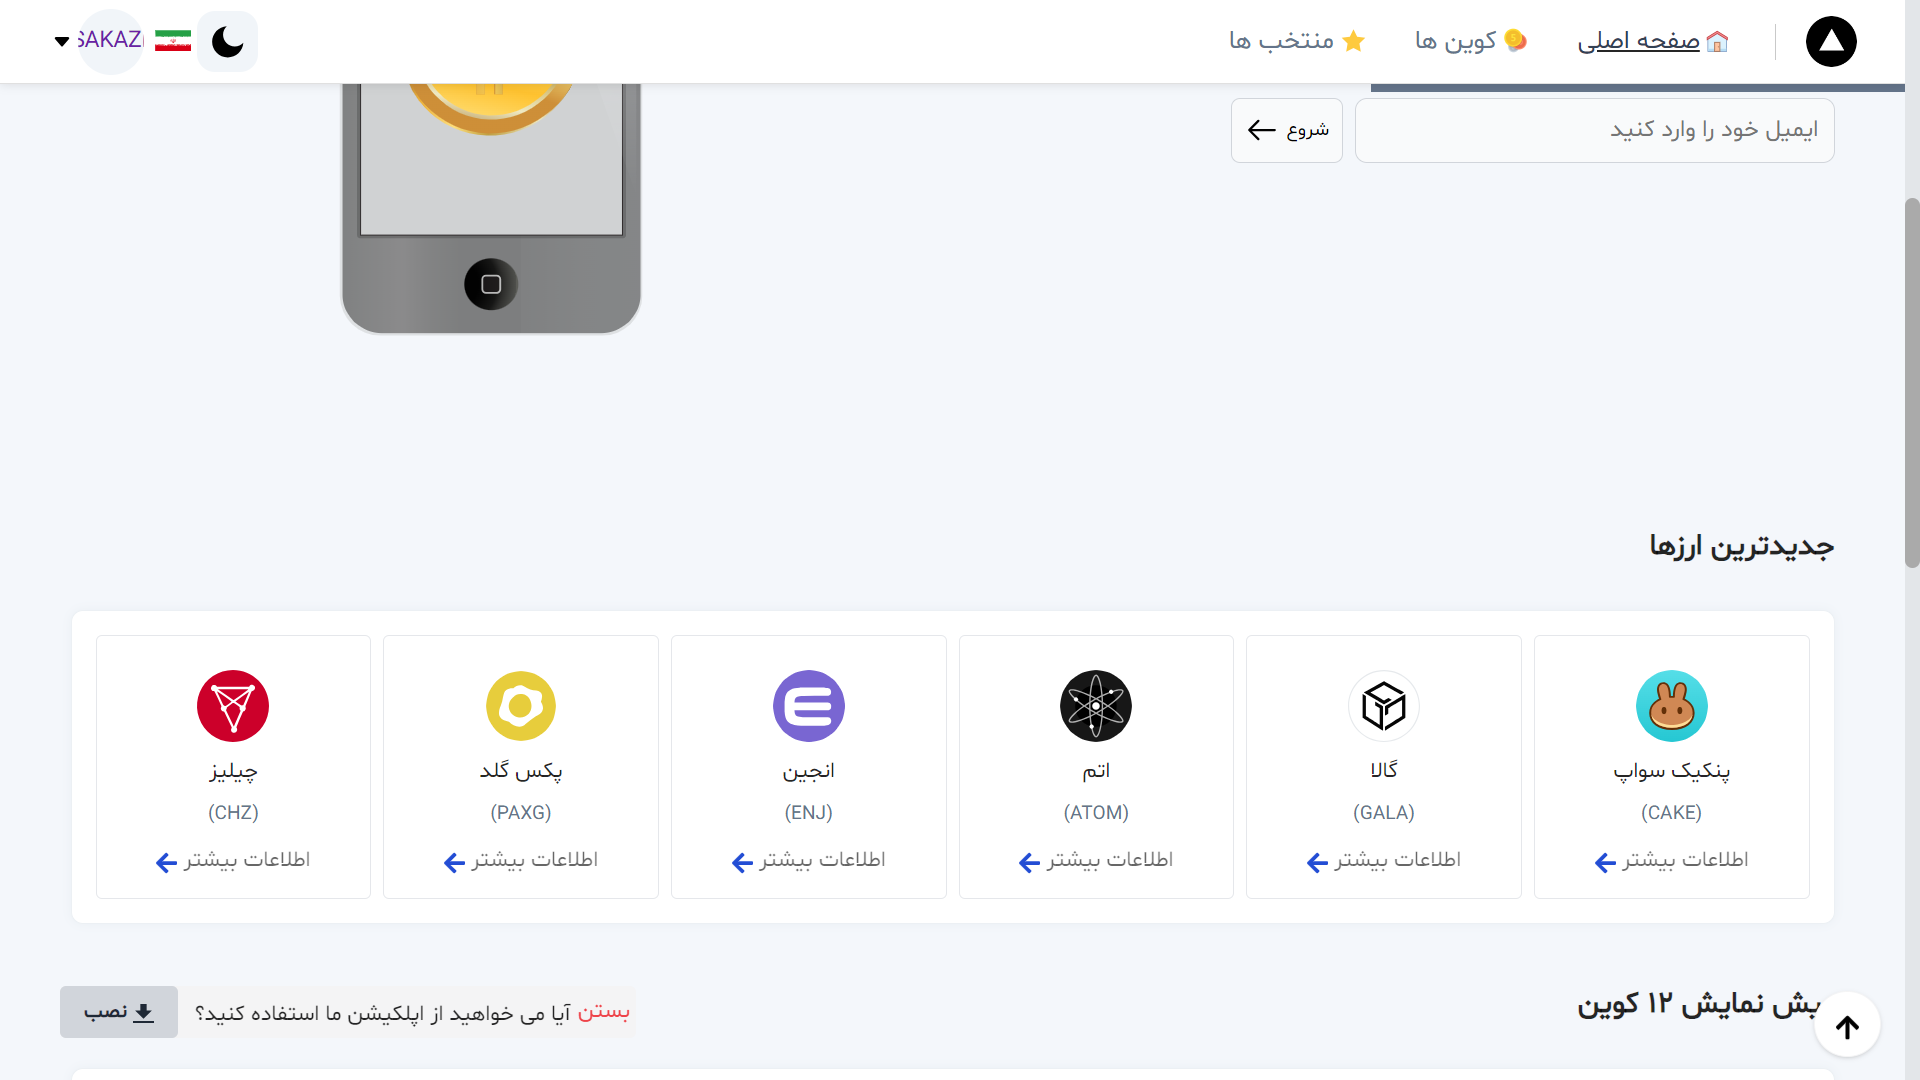 صفحه اصلی
کوین ها
منتخب ها
SAKAZ
ایمیل خود را وارد کنید
شروع
جدیدترین ارزها
پنکیک سواپ
(CAKE)
اطلاعات بیشتر
گالا
(GALA)
اطلاعات بیشتر
اتم
(ATOM)
اطلاعات بیشتر
انجین
(ENJ)
اطلاعات بیشتر
پکس گلد
(PAXG)
اطلاعات بیشتر
چیلیز
(CHZ)
اطلاعات بیشتر
پیش نمایش ۱۲ کوین
بستن آیا می خواهید از اپلکیشن ما استفاده کنید؟
نصب